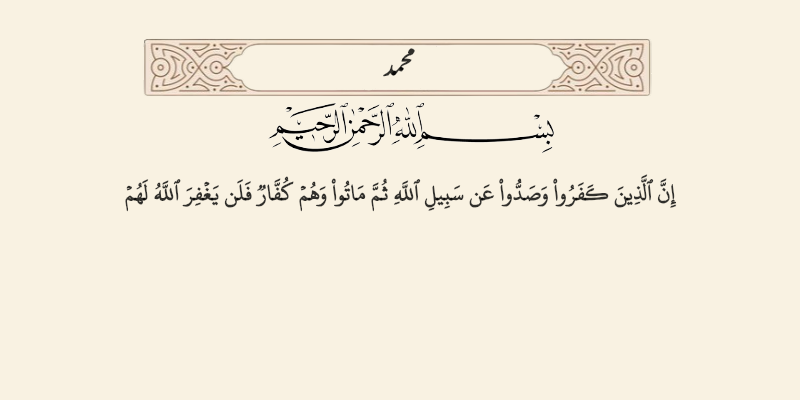 محمد
بِسْمِ ٱللَّهِ ٱلرَّحْمَٰنِ ٱلرَّحِيمِ
إِنَّ ٱلَّذِينَ كَفَرُوا۟ وَصَدُّوا۟ عَن سَبِيلِ ٱللَّهِ ثُمَّ مَاتُوا۟ وَهُمْ كُفَّارٌ فَلَن يَغْفِرَ ٱللَّهُ لَهُمْ